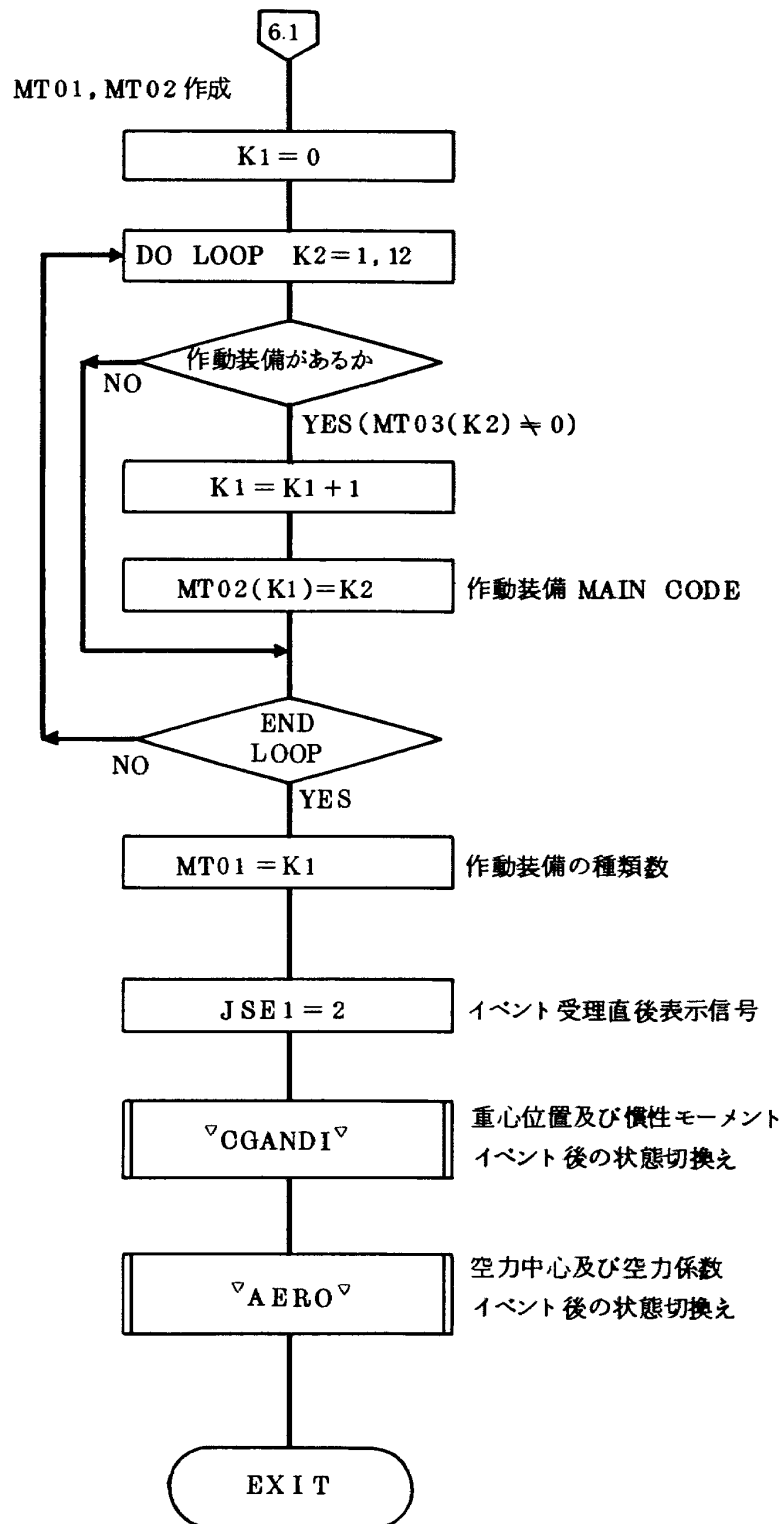 6.1
MT01, MT02 作成
K1=0
DO LOOP K2=1, 12
作動装備があるか
NO
YES(MT03(K2)≒0)
K1=K1+1
MT02(K1)=K2
作動装備 MAIN CODE
END
LOOP
NO
YES
MT01=K1
作動装備の種類数
JSE1=2
イベント受理直後表示信号
▽CGANDI▽
重心位置及び慣性モーメント
イベント後の状態切換え
▽AERO▽
空力中心及び空力係数
イベント後の状態切換え
EXIT